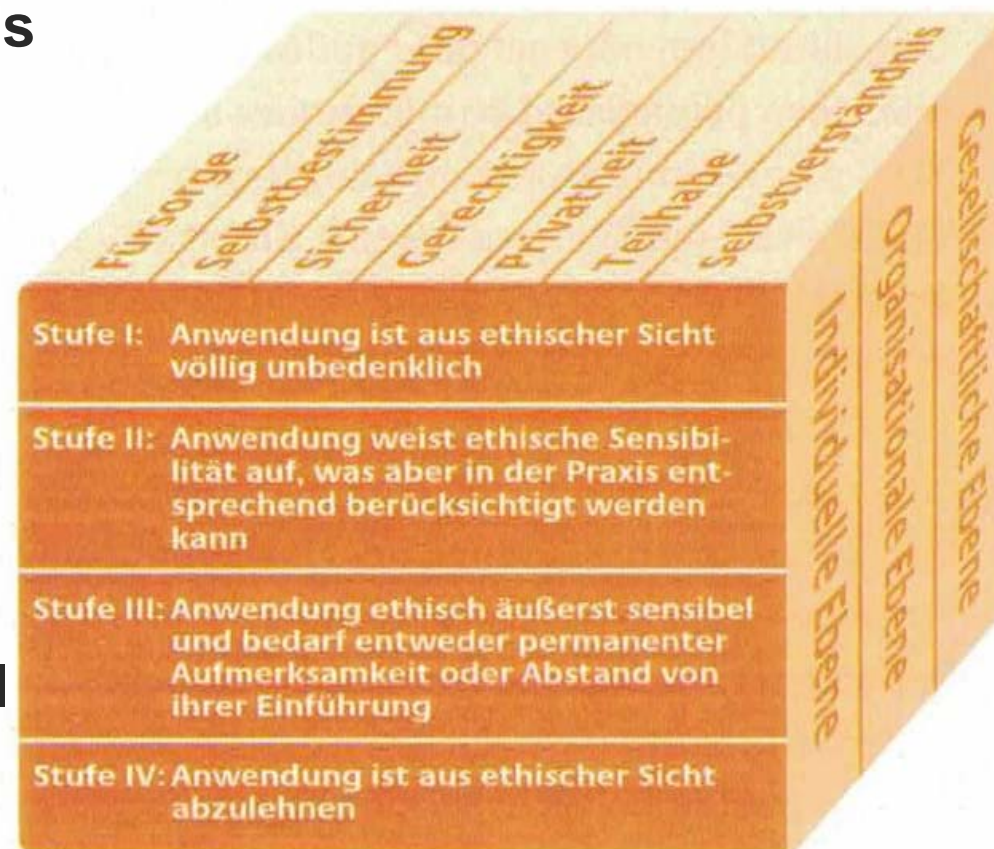 s
Fürsorge
Selbstbestimmung
Sicherheit
Gerechtigkeit
Privatheit
Teilhabe
Selbstverständnis
Stufe I: Anwendung ist aus ethischer Sicht
völlig unbedenklich
Stufe II: Anwendung weist ethische Sensibi-
lität auf, was aber in der Praxis ent-
sprechend berücksichtigt werden
kann
Stufe III: Anwendung ethisch äußerst sensibel
und bedarf entweder permanenter
Aufmerksamkeit oder Abstand von
ihrer Einführung
Stufe IV: Anwendung ist aus ethischer Sicht
abzulehnen
Individuelle Ebene
Organisationale Ebene
Gesellschaftliche Ebene